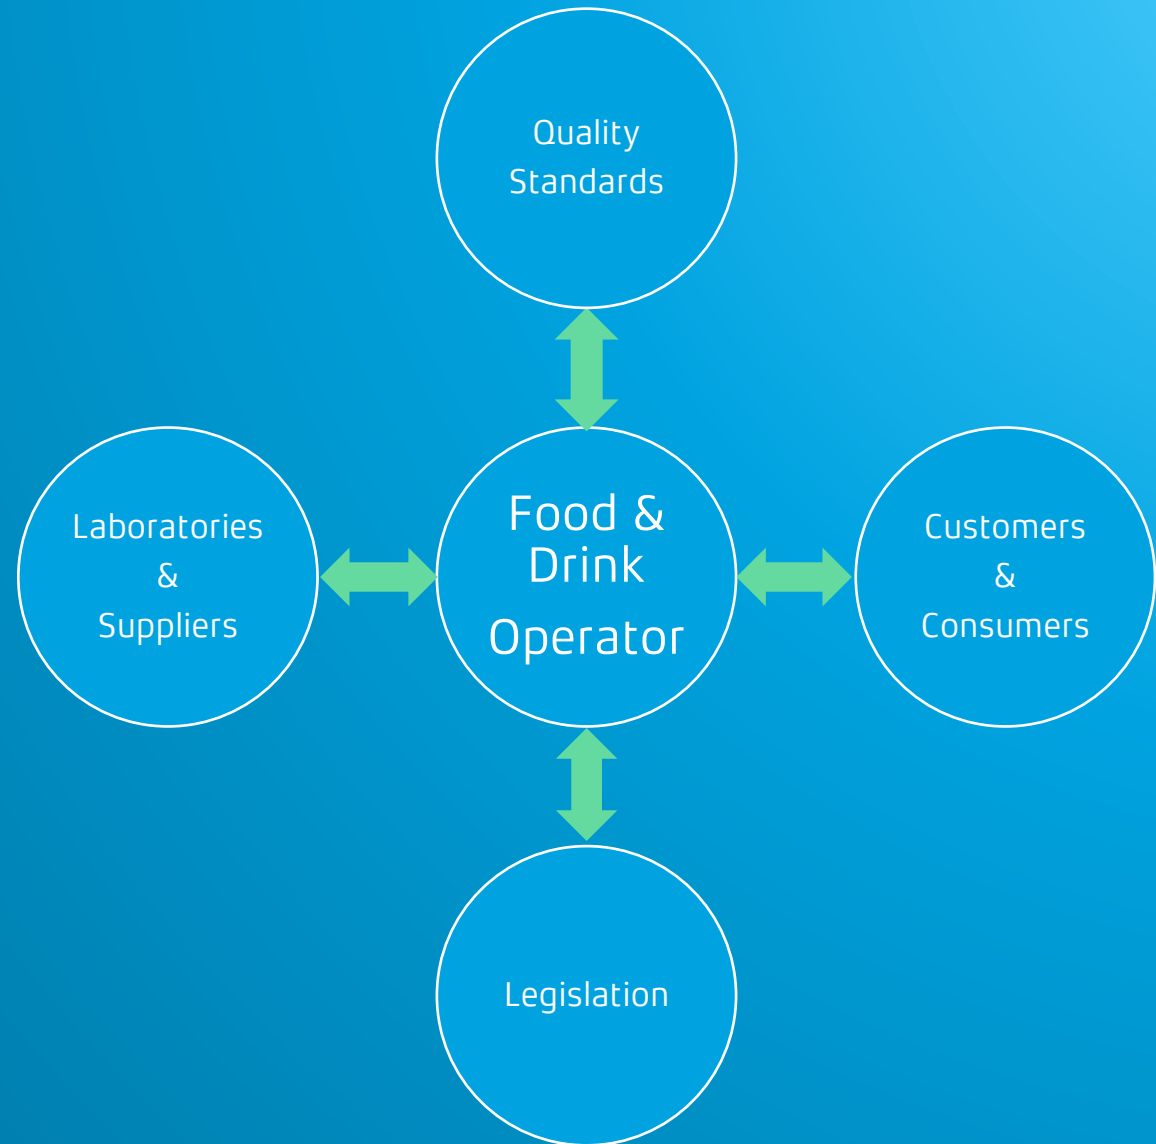 Quality
Standards
Laboratories
&
Suppliers
Food &
Drink
Operator
Customers
&
Consumers
Legislation